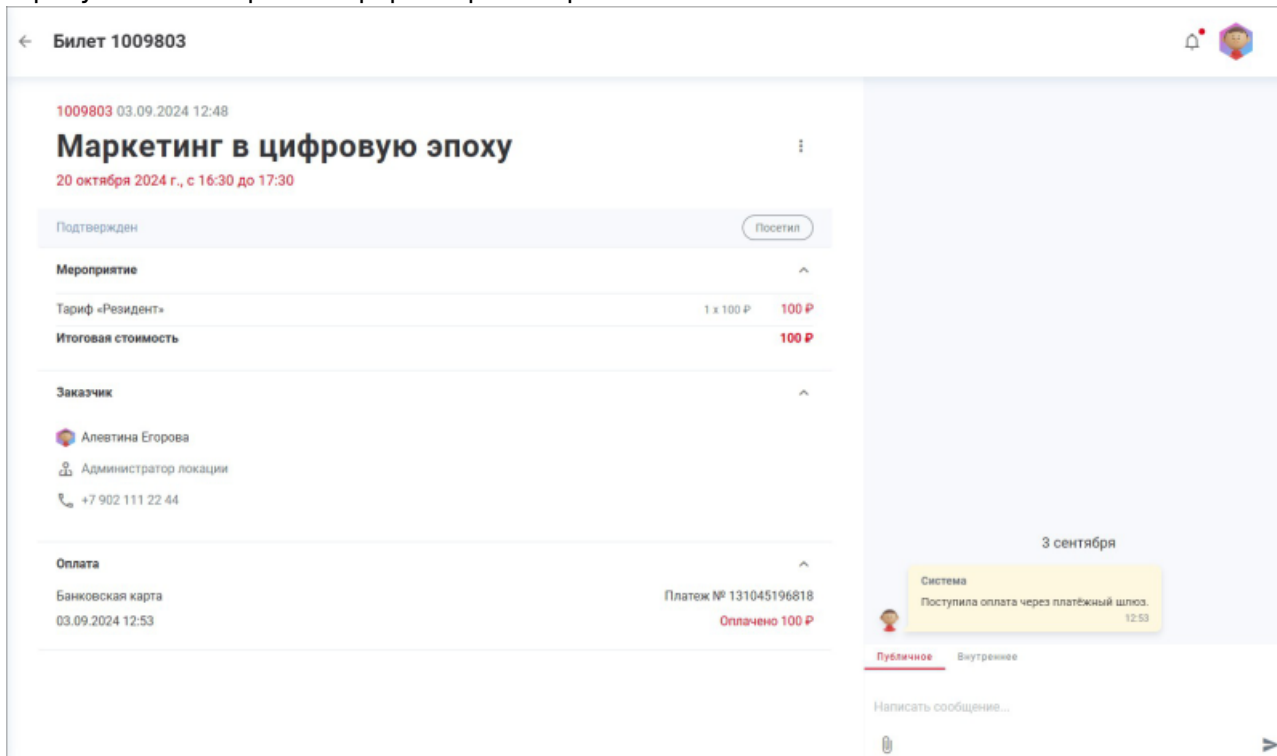 Билет 1009803
1009803 03.09.2024 12:48
Маркетинг в цифровую эпоху
20 октября 2024 г., с 16:30 до 17:30
Подтвержден
Посетил
Мероприятие
Тариф «Резидент» 1 x 100 ₽ 100 ₽
Итоговая стоимость 100 ₽
Заказчик
Алевтина Егорова
Администратор локации
+7 902 111 22 44
Оплата
Банковская карта Платеж № 131045196818
03.09.2024 12:53 Оплачено 100 ₽
3 сентября
Система
Поступила оплата через платёжный шлюз.
12:53
Публичное Внутреннее
Написать сообщение...